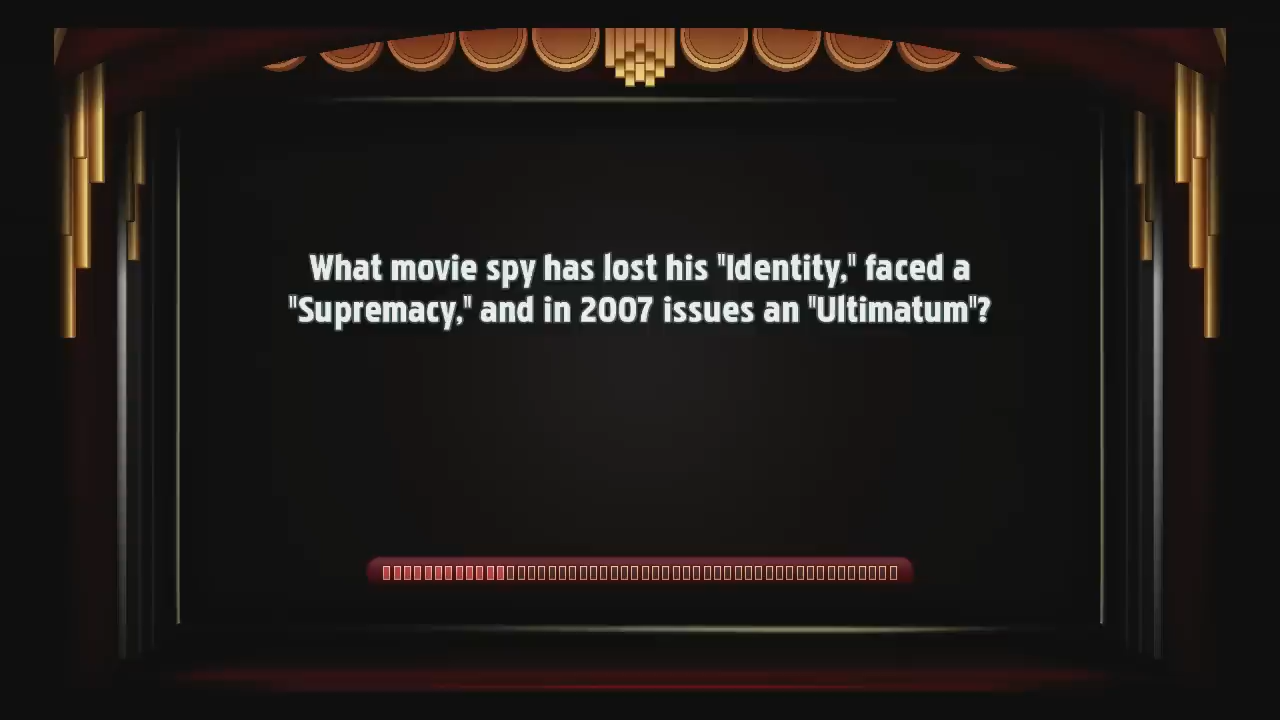 What movie spy has lost his "Identity," faced a
"Supremacy," and in 2007 issues an "Ultimatum"?